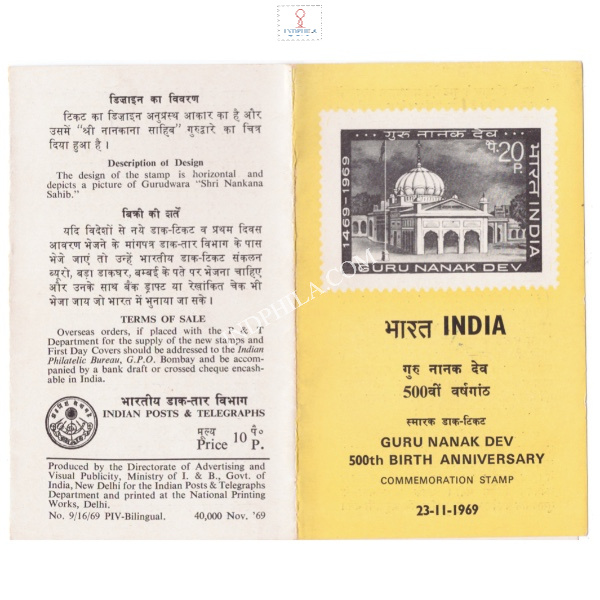 INDPHILA
डिज़ाइन का विवरण
टिकट का डिज़ाइन अनुप्रस्थ आकार का है और
उसमें “श्री नानकाना साहिब” गुरुद्वारे का चित्र
दिया हुआ है ।
Description of Design
The design of the stamp is horizontal and
depicts a picture of Gurudwara "Shri Nankana
Sahib."
बिक्री की शर्तें
यदि विदेशों से नये डाक-टिकट व प्रथम दिवस
आवरण भेजने के मांगपत्र डाक-तार विभाग के पास
भेजे जाएं तो उन्हें भारतीय डाक-टिकट संकलन
ब्यूरो, बड़ा डाकघर, बम्बई के पते पर भेजना चाहिए
और उनके साथ बैंक ड्राफ्ट या रेखांकित चेक भी
भेजा जाय जो भारत में भुनाया जा सके ।
TERMS OF SALE
Overseas orders, if placed with the P & T
Department for the supply of the new stamps and
First Day Covers should be addressed to the Indian
Philatelic Bureau, G.P.O. Bombay and be accom-
panied by a bank draft or crossed cheque encash-
able in India.
भारतीय डाक-तार विभाग
INDIAN POSTS & TELEGRAPHS
मूल्य
Price 10 पै०
P.
Produced by the Directorate of Advertising and
Visual Publicity, Ministry of I. & B., Govt. of
India, New Delhi for the Indian Posts & Telegraphs
Department and printed at the National Printing
Works, Delhi.
No. 9/16/69 PIV-Bilingual. 40,000 Nov. '69
गुरु नानक देव
पै. 20 P.
1469-1969
भारत INDIA
GURU NANAK DEV
भारत INDIA
गुरु नानक देव
500वीं वर्षगांठ
स्मारक डाक-टिकट
GURU NANAK DEV
500th BIRTH ANNIVERSARY
COMMEMORATION STAMP
23-11-1969
INDPHILA.COM